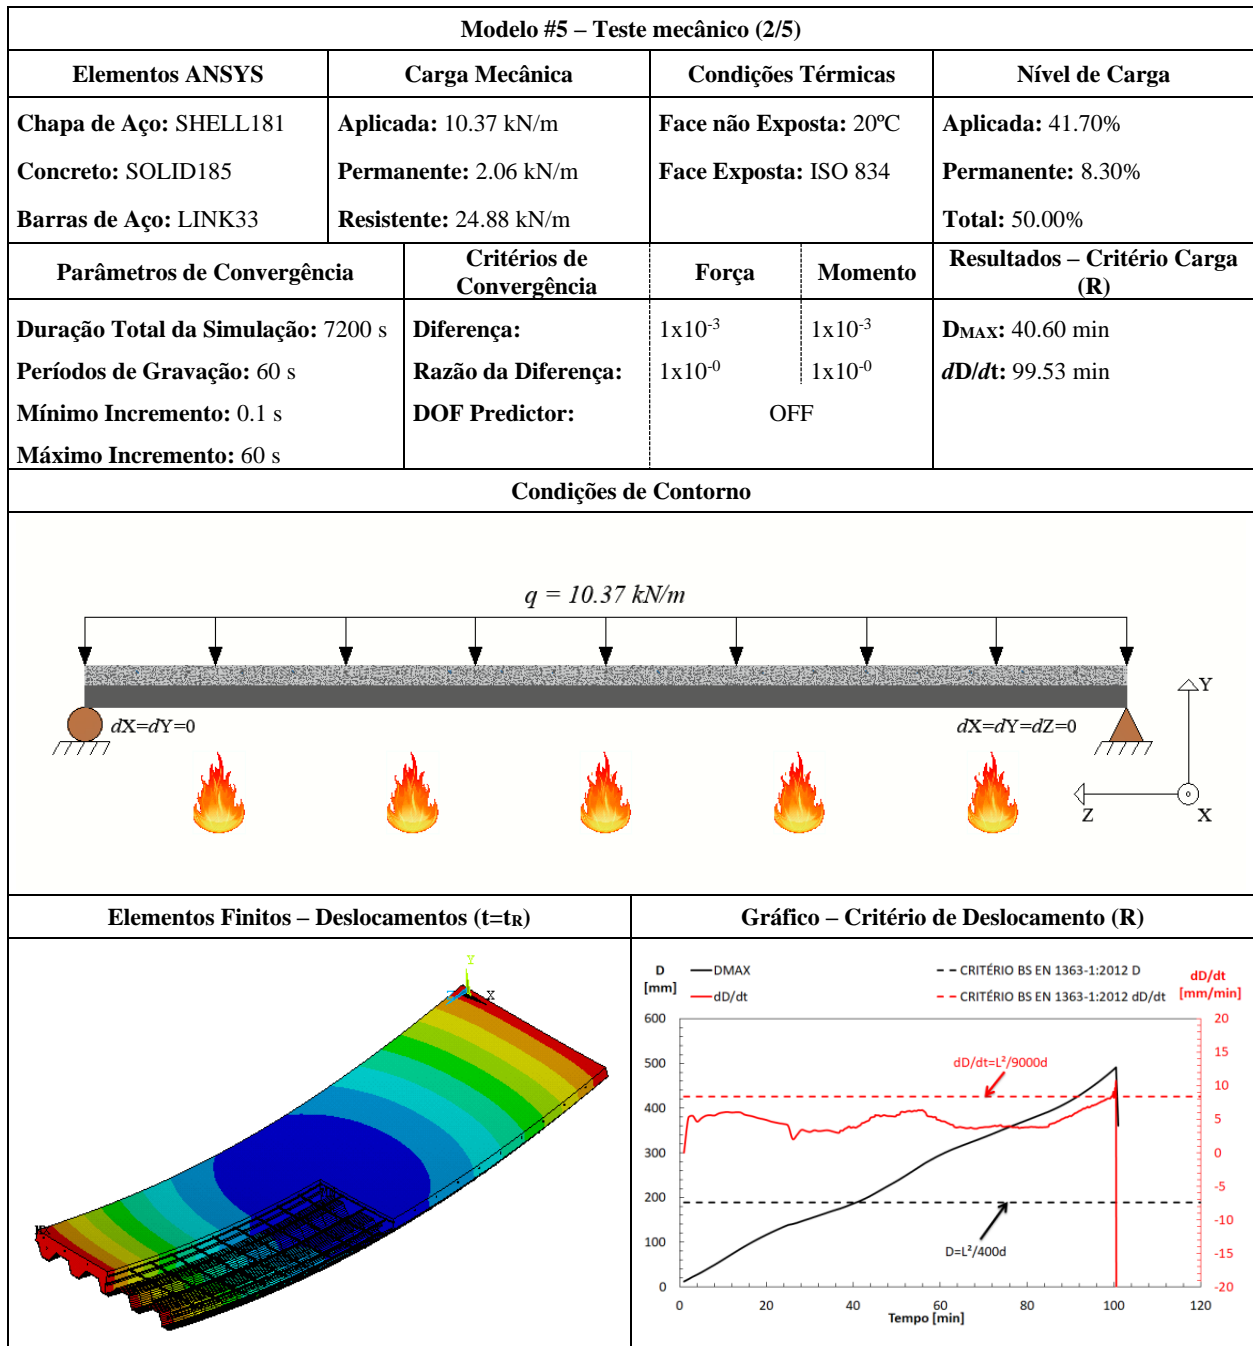 Modelo #5 – Teste mecânico (2/5)
Elementos ANSYS
Carga Mecânica
Condições Térmicas
Nível de Carga
Chapa de Aço: SHELL181
Concreto: SOLID185
Barras de Aço: LINK33
Aplicada: 10.37 kN/m
Permanente: 2.06 kN/m
Resistente: 24.88 kN/m
Face não Exposta: 20ºC
Face Exposta: ISO 834
Aplicada: 41.70%
Permanente: 8.30%
Total: 50.00%
Parâmetros de Convergência
Critérios de
Convergência
Força
Momento
Resultados – Critério Carga
(R)
Duração Total da Simulação: 7200 s
Períodos de Gravação: 60 s
Mínimo Incremento: 0.1 s
Máximo Incremento: 60 s
Diferença: 1x10⁻³ 1x10⁻³
Razão da Diferença: 1x10⁻⁰ 1x10⁻⁰
DOF Predictor: OFF
DMAX: 40.60 min
dD/dt: 99.53 min
Condições de Contorno
q = 10.37 kN/m
dX=dY=0
dX=dY=dZ=0
Y
Z
X
Elementos Finitos – Deslocamentos (t=tR)
Gráfico – Critério de Deslocamento (R)
Y
X
D
[mm]
DMAX
dD/dt
CRITÉRIO BS EN 1363-1:2012 D
CRITÉRIO BS EN 1363-1:2012 dD/dt
dD/dt
[mm/min]
600
500
400
300
200
100
0
20
15
10
5
0
-5
-10
-15
-20
dD/dt=L²/9000d
D=L²/400d
0 20 40 60 80 100 120
Tempo [min]